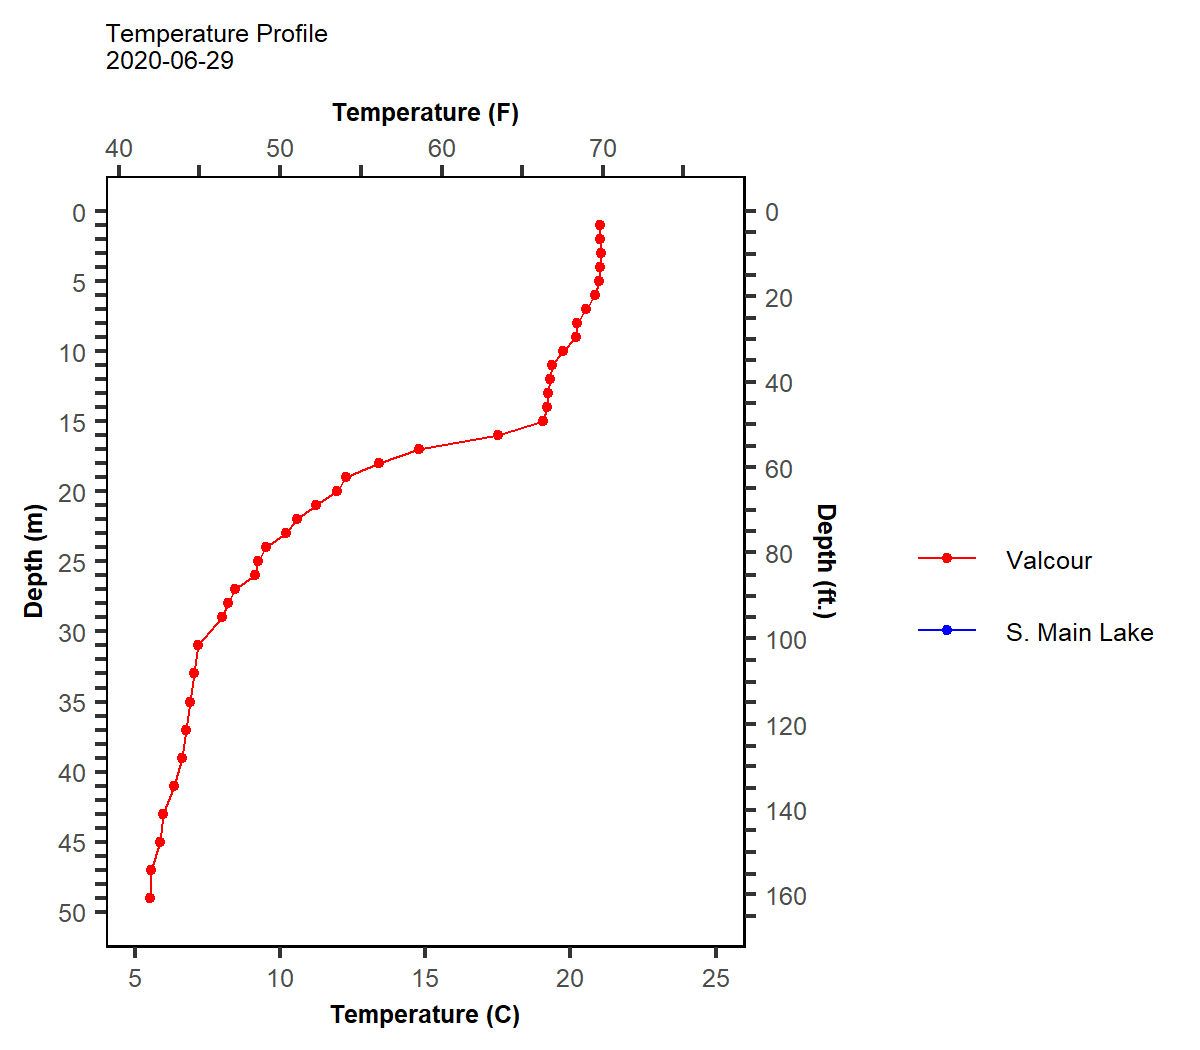 Temperature Profile
2020-06-29
Temperature (F)
40 50 60 70
0
5
10
15
20
25
30
35
40
45
50
Depth (m)
0
20
40
60
80
100
120
140
160
Depth (ft.)
Valcour
S. Main Lake
5 10 15 20 25
Temperature (C)